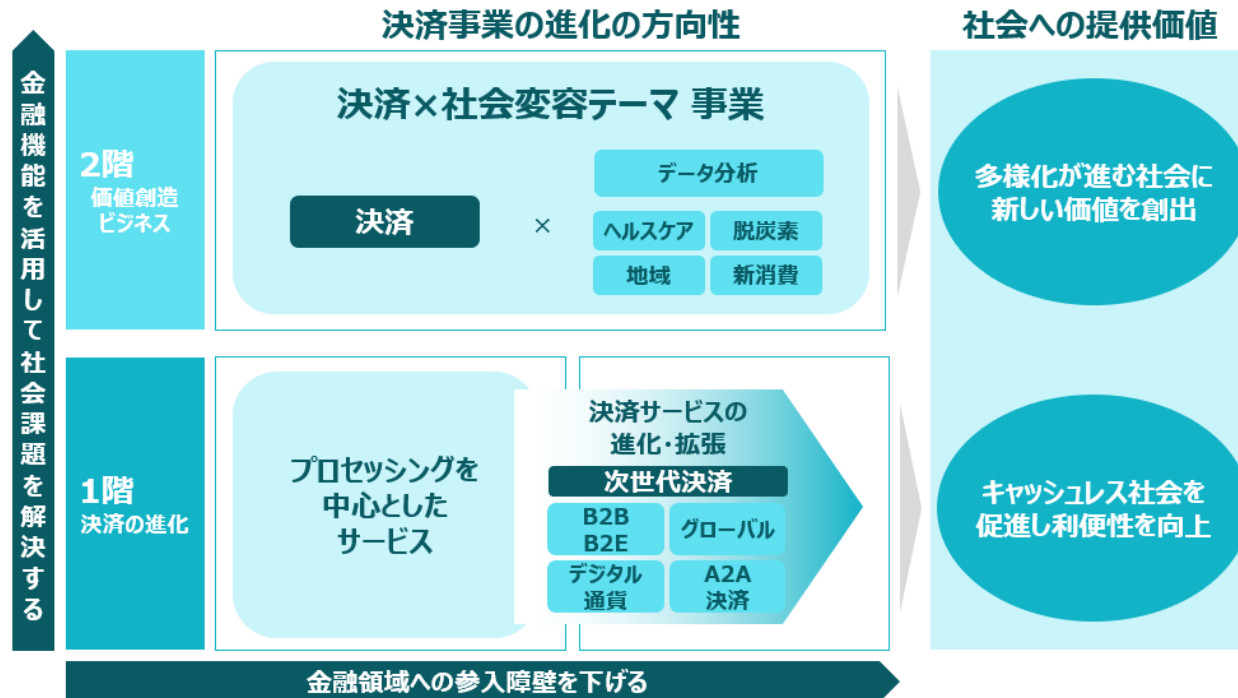 決済事業の進化の方向性
社会への提供価値
金融機能を活用して社会課題を解決する
2階
価値創造
ビジネス
決済×社会変容テーマ 事業
決済
×
データ分析
ヘルスケア
脱炭素
地域
新消費
多様化が進む社会に
新しい価値を創出
1階
決済の進化
プロセッシングを
中心とした
サービス
決済サービスの
進化・拡張
次世代決済
B2B
B2E
グローバル
デジタル
通貨
A2A
決済
キャッシュレス社会を
促進し利便性を向上
金融領域への参入障壁を下げる